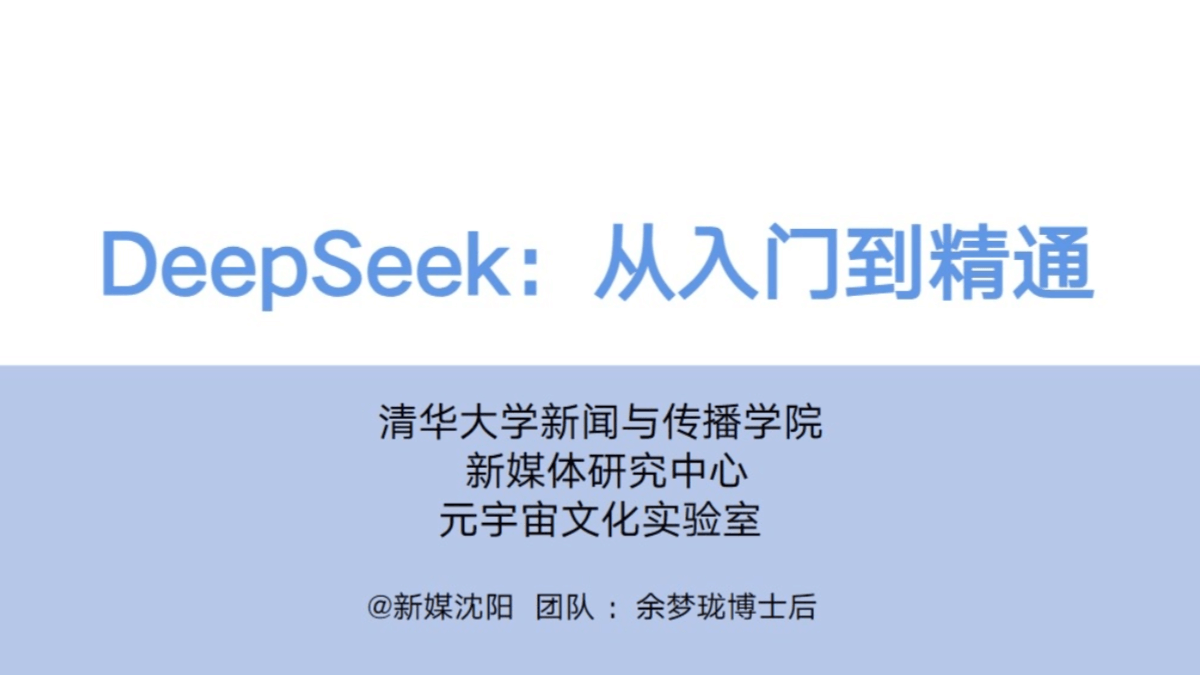 DeepSeek：从入门到精通
清华大学新闻与传播学院
新媒体研究中心
元宇宙文化实验室
@新媒沈阳 团队 ：余梦珑博士后